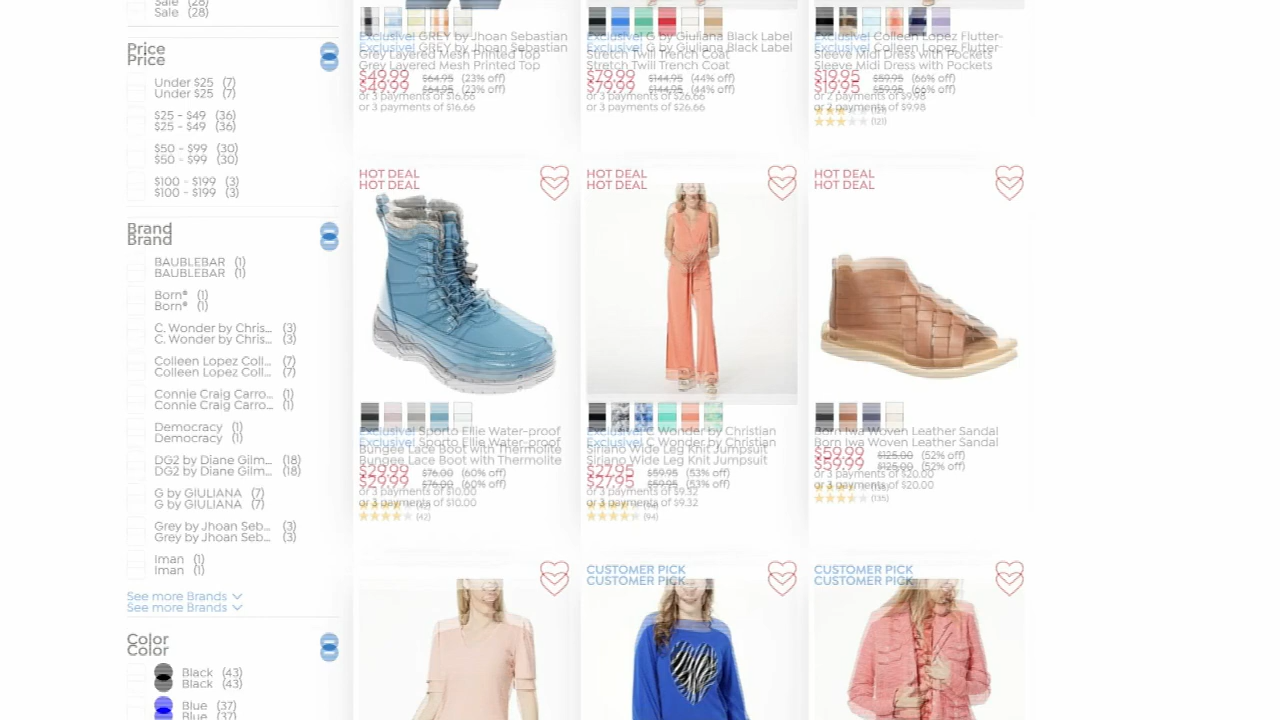 Sale (28)
Price
Under $25 (7)
$25 - $49 (36)
$50 - $99 (30)
$100 - $199 (3)
Brand
BAUBLEBAR (1)
Born® (1)
C. Wonder by Chris... (3)
Colleen Lopez Coll... (7)
Connie Craig Carro... (1)
Democracy (1)
DG2 by Diane Gilm... (18)
G by GIULIANA (7)
Grey by Jhoan Seb... (3)
Iman (1)
See more Brands
Color
Black (43)
Blue (37)
Exclusive! GREY by Jhoan Sebastian
Grey Layered Mesh Printed Top
$49.99 $64.95 (23% off)
or 3 payments of $16.66
Exclusive! G by Giuliana Black Label
Stretch Twill Trench Coat
$79.99 $144.95 (44% off)
or 3 payments of $26.66
Exclusive! Colleen Lopez Flutter-
Sleeve Midi Dress with Pockets
$19.95 $59.95 (66% off)
or 2 payments of $9.98
(121)
HOT DEAL
Exclusive! Sporto Ellie Water-proof
Bungee Lace Boot with Thermolite
$29.99 $76.00 (60% off)
or 3 payments of $10.00
(42)
HOT DEAL
Exclusive! C Wonder by Christian
Siriano Wide Leg Knit Jumpsuit
$27.95 $59.95 (53% off)
or 3 payments of $9.32
(94)
HOT DEAL
Born Iwa Woven Leather Sandal
$59.99 $125.00 (52% off)
or 3 payments of $20.00
(135)
CUSTOMER PICK
CUSTOMER PICK